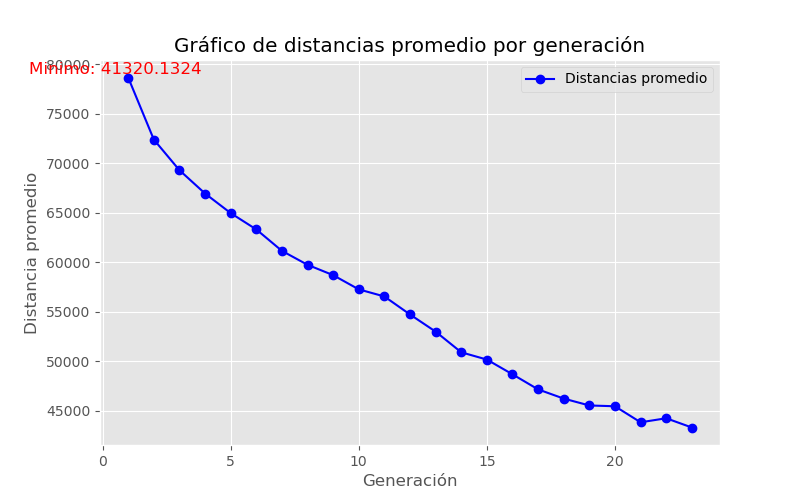 Gráfico de distancias promedio por generación
Mínimo: 41320.1324
Distancias promedio
80000
75000
70000
65000
60000
55000
50000
45000
Distancia promedio
0 5 10 15 20
Generación